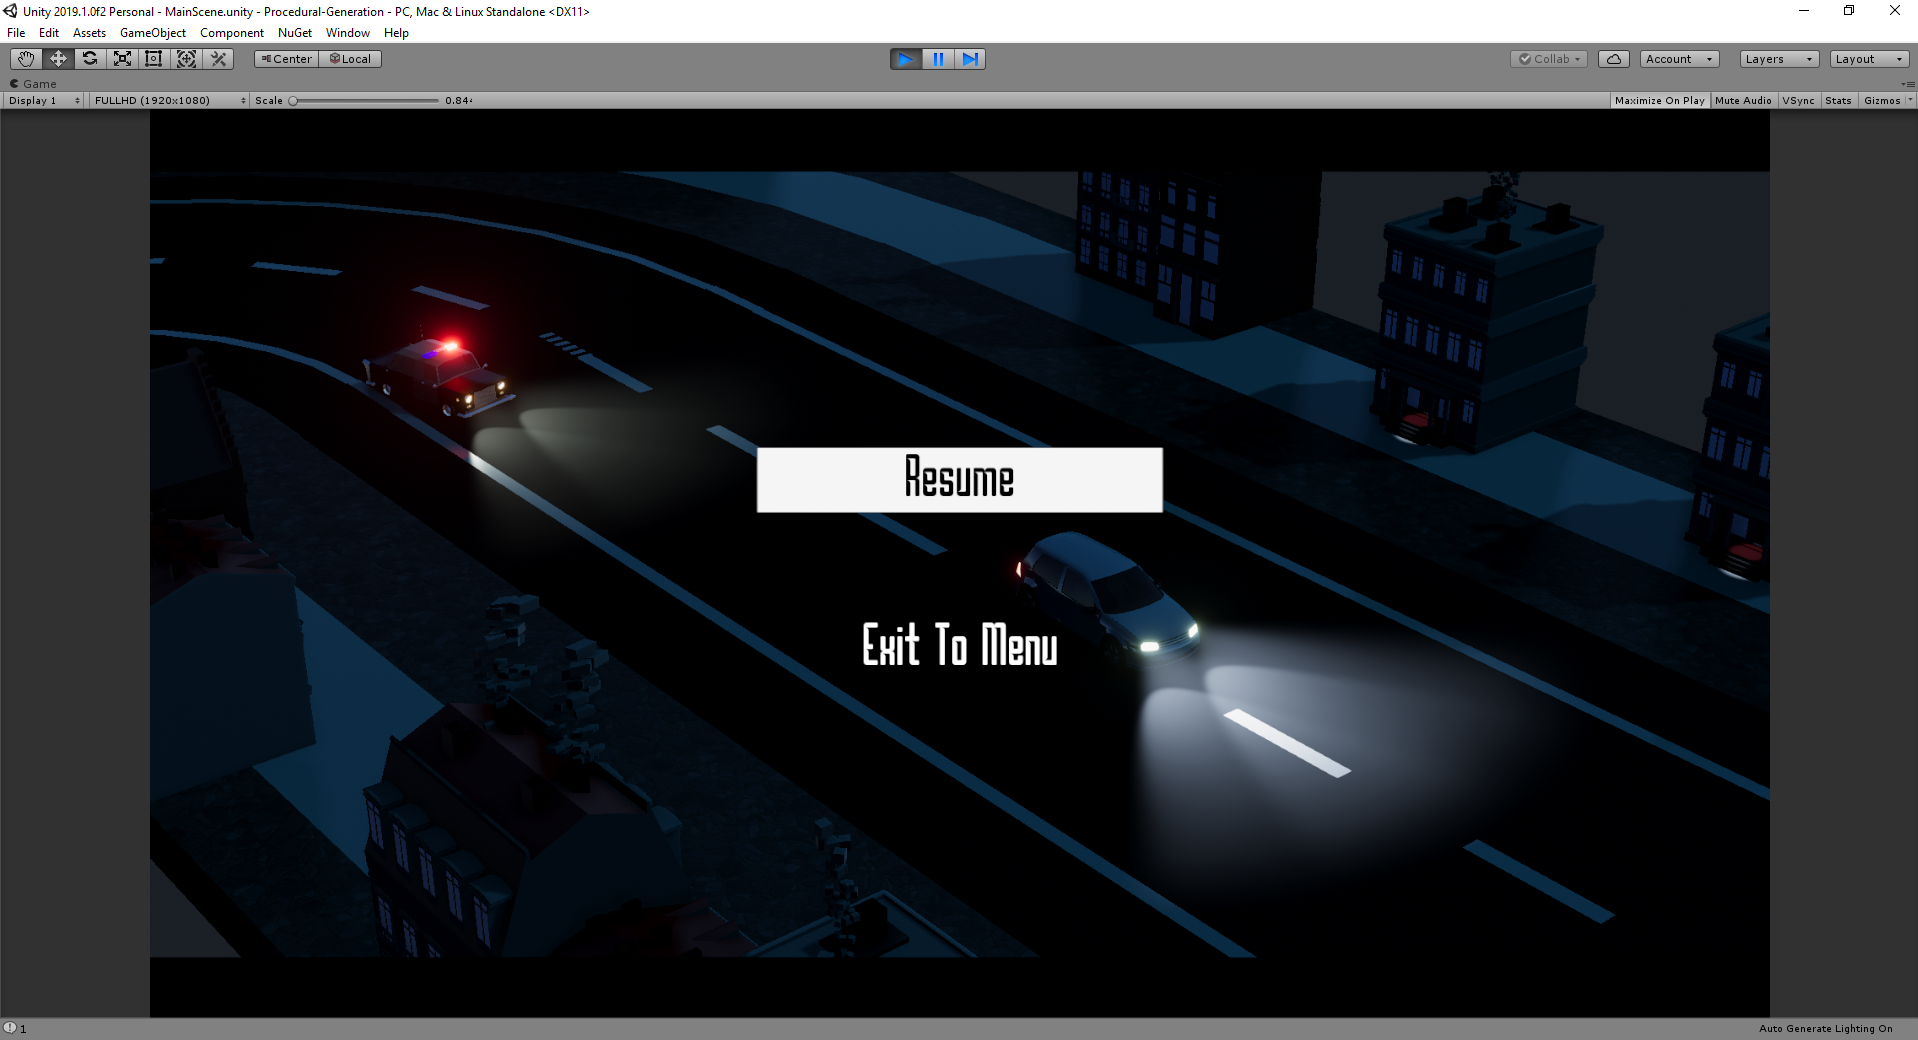 Unity 2019.1.0f2 Personal - MainScene.unity - Procedural-Generation - PC, Mac & Linux Standalone <DX11>
File Edit Assets GameObject Component NuGet Window Help
Center Local Collab Account Layers Layout
Game
Display 1 FULLHD (1920x1080) Scale 0.84 Maximize On Play Mute Audio VSync Stats Gizmos
Resume
Exit To Menu
1 Auto Generate Lighting On